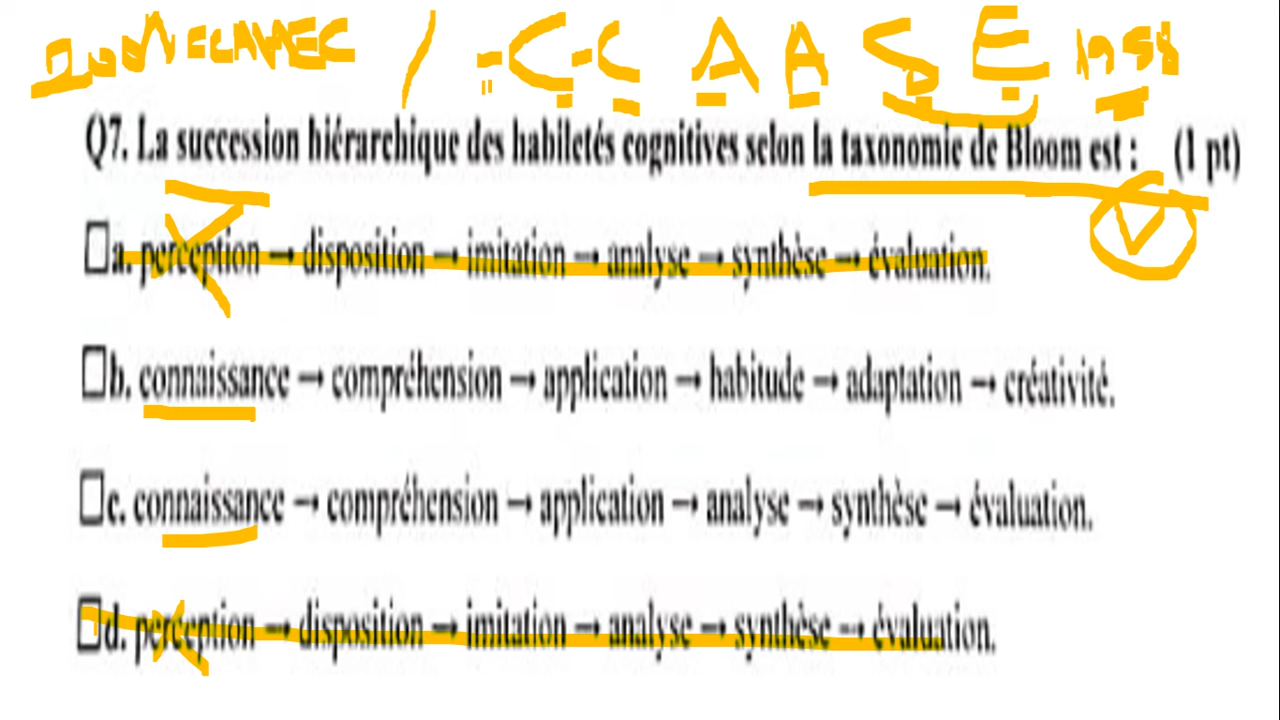 / C C A A S E
Q7. La succession hiérarchique des habiletés cognitives selon la taxonomie de Bloom est : (1 pt)
a. perception → disposition → imitation → analyse → synthèse → évaluation.
b. connaissance → compréhension → application → habitude → adaptation → créativité.
c. connaissance → compréhension → application → analyse → synthèse → évaluation.
d. perception → disposition → imitation → analyse → synthèse → évaluation.